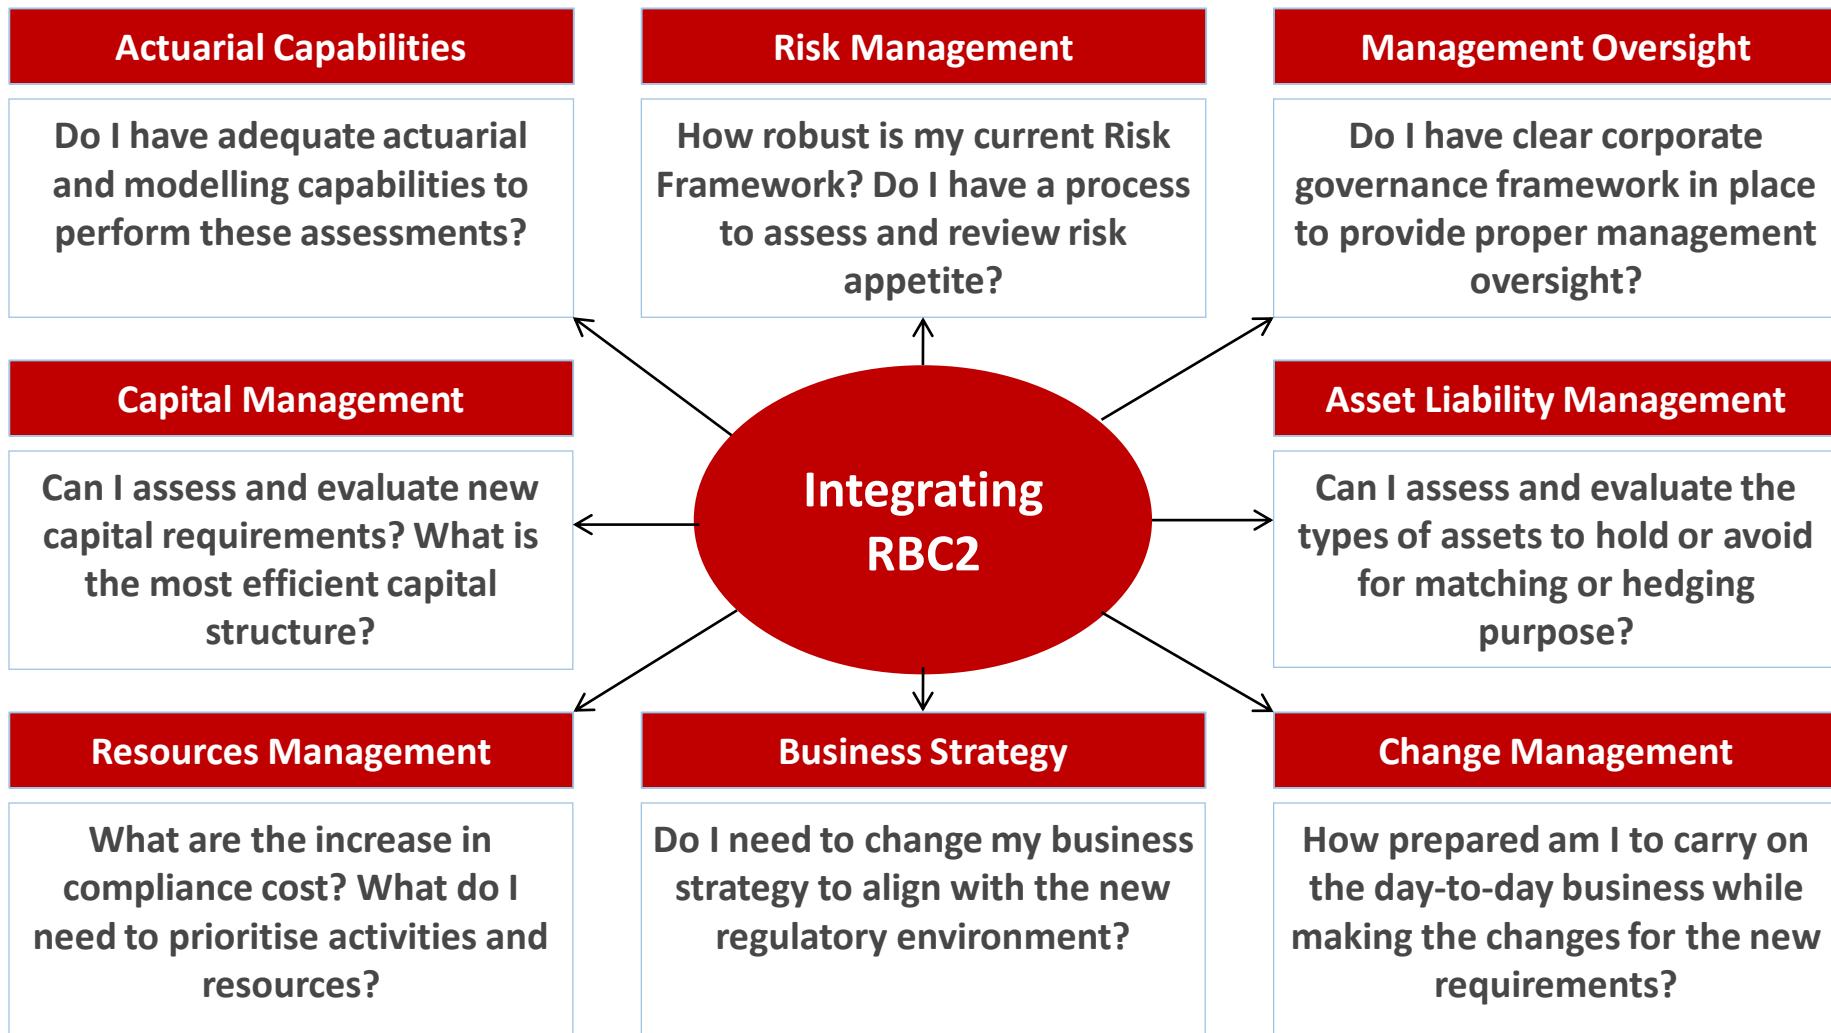 Actuarial Capabilities
Do I have adequate actuarial
and modelling capabilities to
perform these assessments?
Risk Management
How robust is my current Risk
Framework? Do I have a process
to assess and review risk
appetite?
Management Oversight
Do I have clear corporate
governance framework in place
to provide proper management
oversight?
Capital Management
Can I assess and evaluate new
capital requirements? What is
the most efficient capital
structure?
Integrating
RBC2
Asset Liability Management
Can I assess and evaluate the
types of assets to hold or avoid
for matching or hedging
purpose?
Resources Management
What are the increase in
compliance cost? What do I
need to prioritise activities and
resources?
Business Strategy
Do I need to change my business
strategy to align with the new
regulatory environment?
Change Management
How prepared am I to carry on
the day-to-day business while
making the changes for the new
requirements?